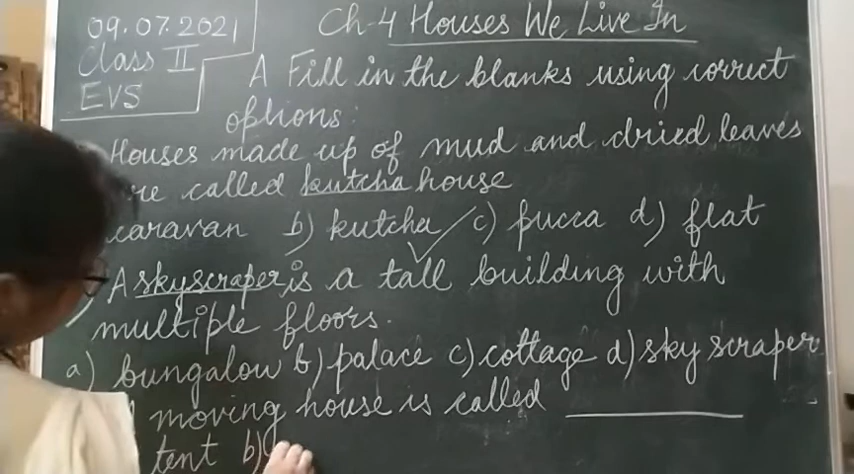 09.07.2021
Class II
EVS
Ch-4 Houses We Live In
A Fill in the blanks using correct
options:
Houses made up of mud and dried leaves
are called kutcha house
caravan b) kutcha ✓ c) pucca d) flat
A skyscraper is a tall building with
multiple floors.
a) bungalow b) palace c) cottage d) sky scraper
moving house is called ________
tent b)